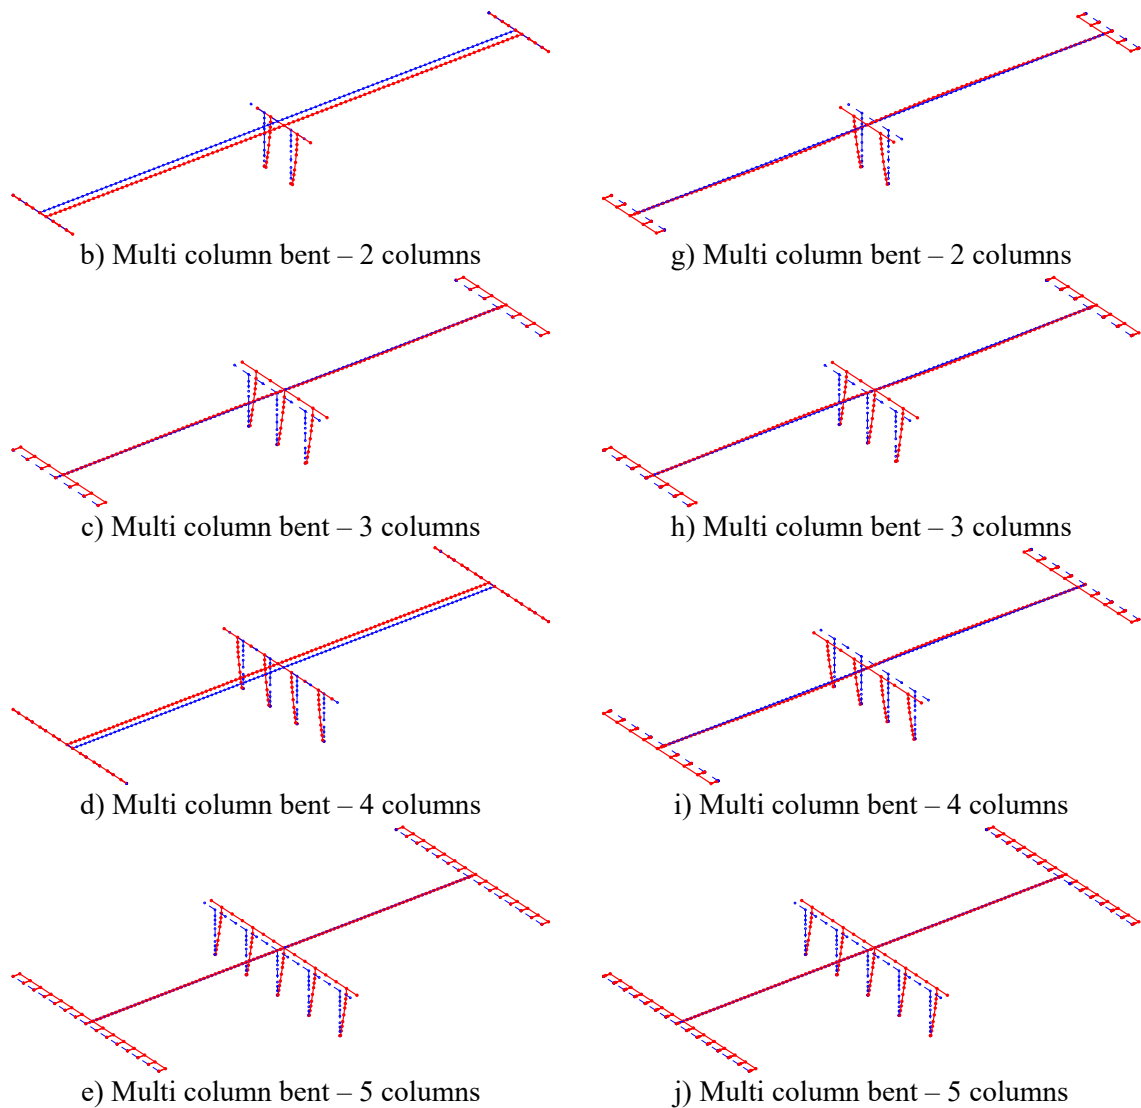 b) Multi column bent – 2 columns
g) Multi column bent – 2 columns
c) Multi column bent – 3 columns
h) Multi column bent – 3 columns
d) Multi column bent – 4 columns
i) Multi column bent – 4 columns
e) Multi column bent – 5 columns
j) Multi column bent – 5 columns